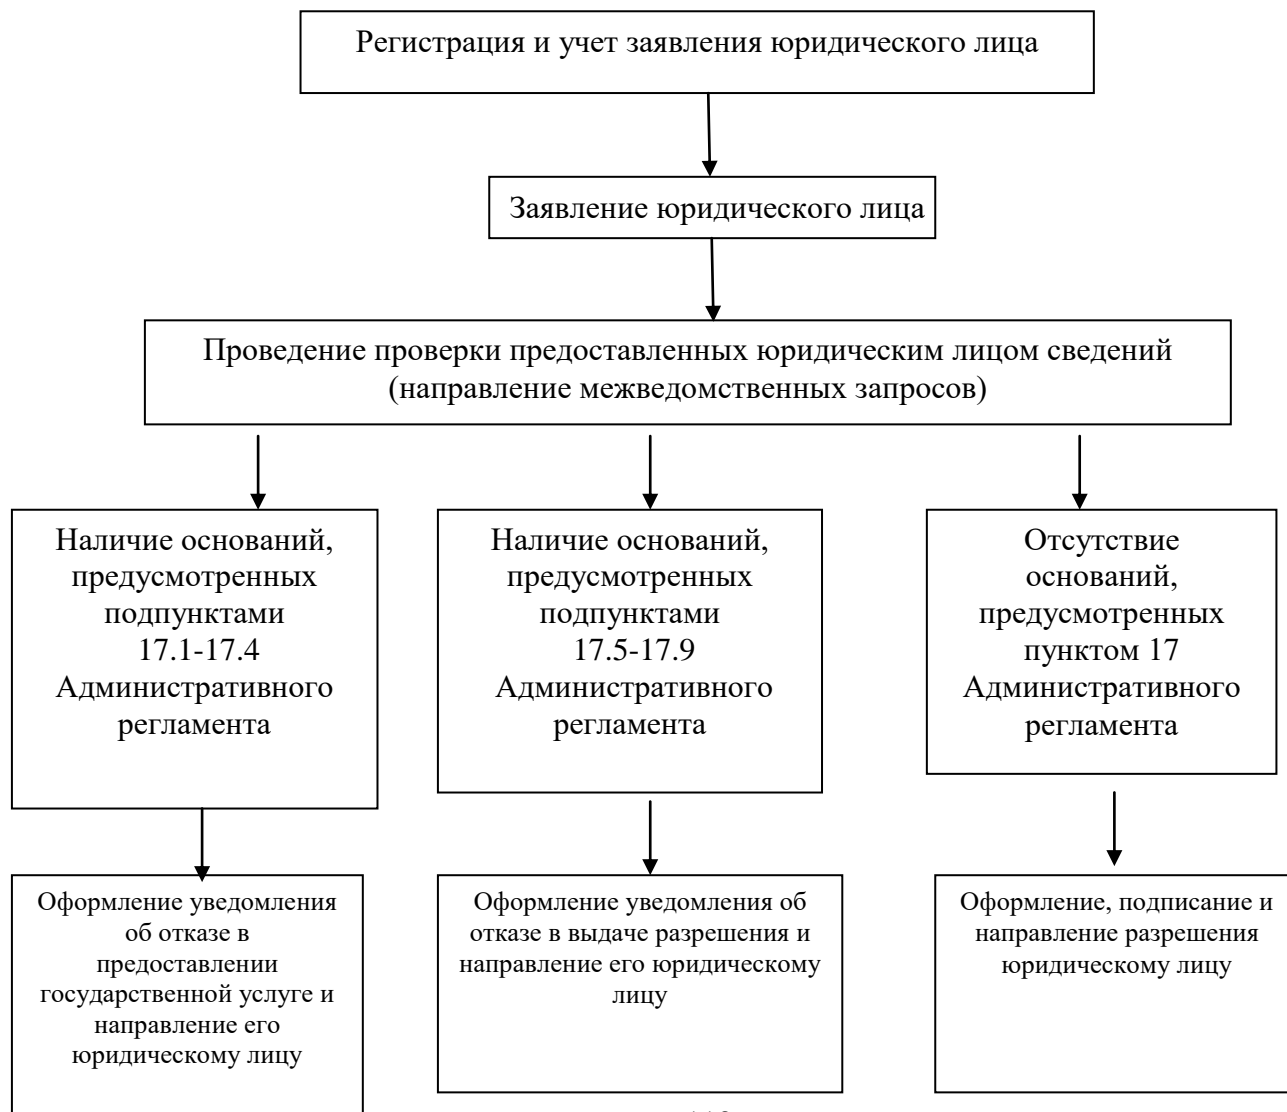 Регистрация и учет заявления юридического лица
Заявление юридического лица
Проведение проверки предоставленных юридическим лицом сведений
(направление межведомственных запросов)
Наличие оснований,
предусмотренных
подпунктами
17.1-17.4
Административного
регламента
Наличие оснований,
предусмотренных
подпунктами
17.5-17.9
Административного
регламента
Отсутствие
оснований,
предусмотренных
пунктом 17
Административного
регламента
Оформление уведомления
об отказе в
предоставлении
государственной услуге и
направление его
юридическому лицу
Оформление уведомления об
отказе в выдаче разрешения и
направление его юридическому
лицу
Оформление, подписание и
направление разрешения
юридическому лицу